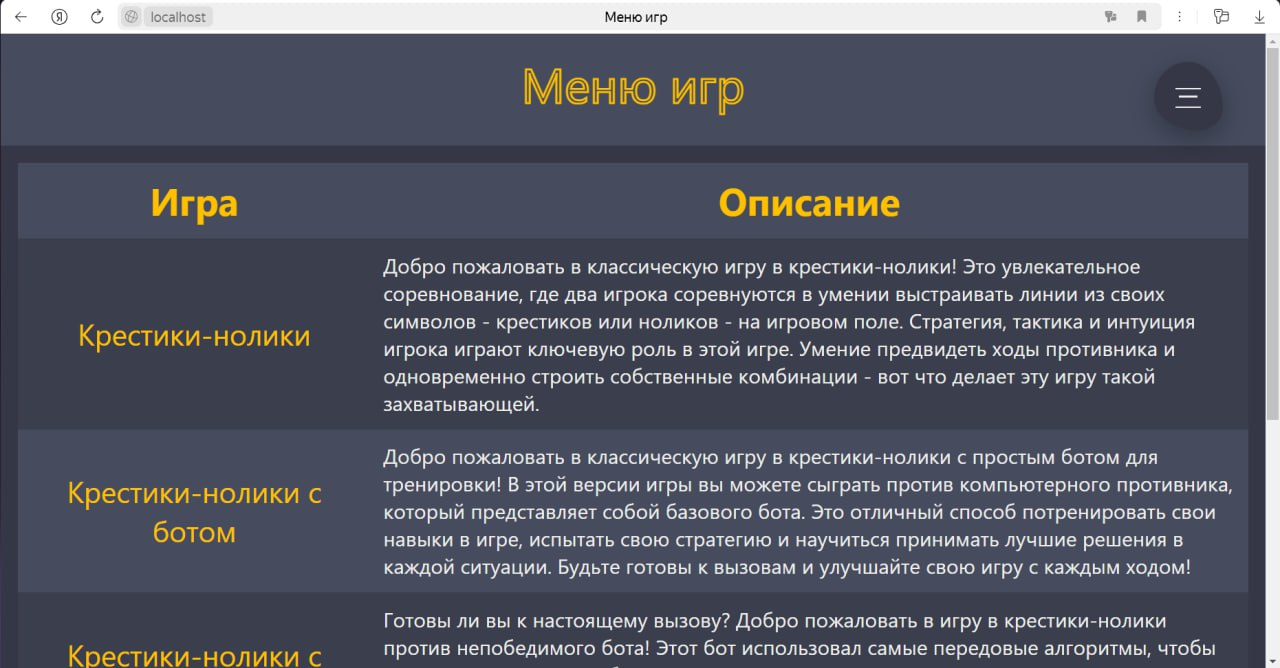 Я
localhost
Меню игр
Меню игр
Игра
Описание
Крестики-нолики
Добро пожаловать в классическую игру в крестики-нолики! Это увлекательное
соревнование, где два игрока соревнуются в умении выстраивать линии из своих
символов - крестиков или ноликов - на игровом поле. Стратегия, тактика и интуиция
игрока играют ключевую роль в этой игре. Умение предвидеть ходы противника и
одновременно строить собственные комбинации - вот что делает эту игру такой
захватывающей.
Крестики-нолики с
ботом
Добро пожаловать в классическую игру в крестики-нолики с простым ботом для
тренировки! В этой версии игры вы можете сыграть против компьютерного противника,
который представляет собой базового бота. Это отличный способ потренировать свои
навыки в игре, испытать свою стратегию и научиться принимать лучшие решения в
каждой ситуации. Будьте готовы к вызовам и улучшайте свою игру с каждым ходом!
Крестики-нолики с
Готовы ли вы к настоящему вызову? Добро пожаловать в игру в крестики-нолики
против непобедимого бота! Этот бот использовал самые передовые алгоритмы, чтобы